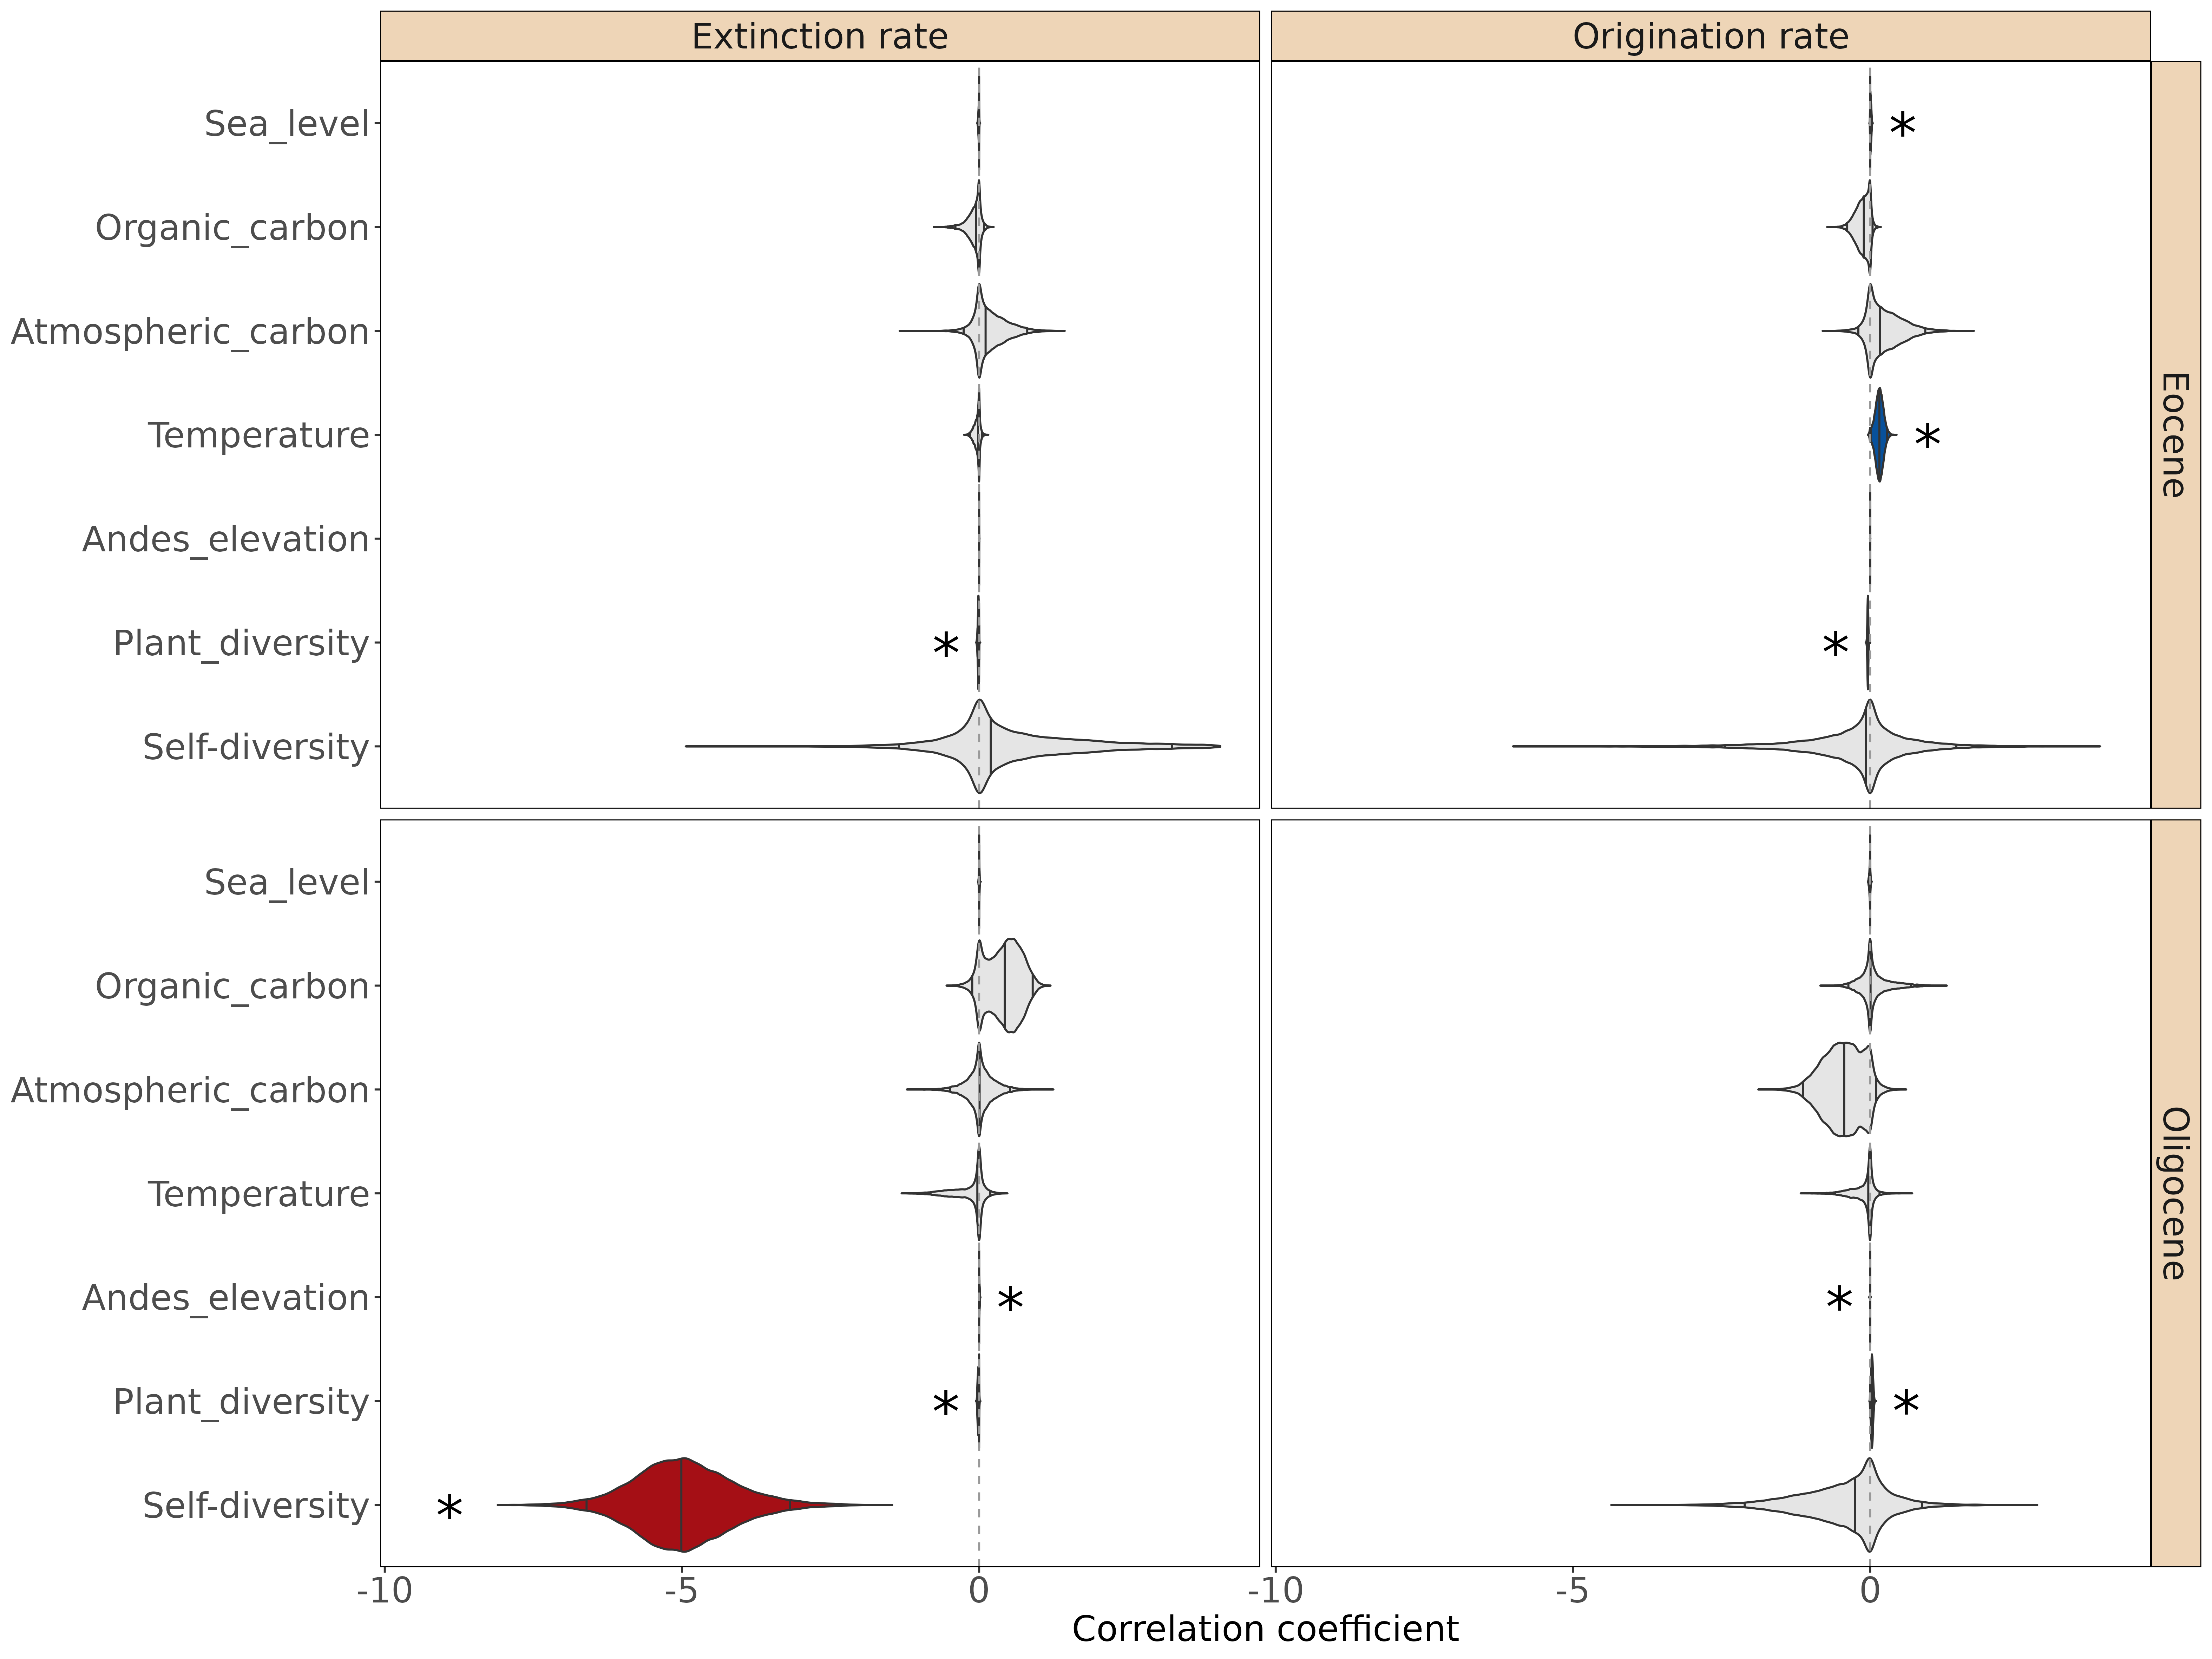 Extinction rate
Origination rate
Sea_level
*
Organic_carbon
Atmospheric_carbon
Temperature
*
Andes_elevation
Plant_diversity
*
*
Self-diversity
Eocene
Sea_level
Organic_carbon
Atmospheric_carbon
Temperature
Andes_elevation
*
*
Plant_diversity
*
*
Self-diversity
*
Oligocene
-10
-5
0
-10
-5
0
Correlation coefficient